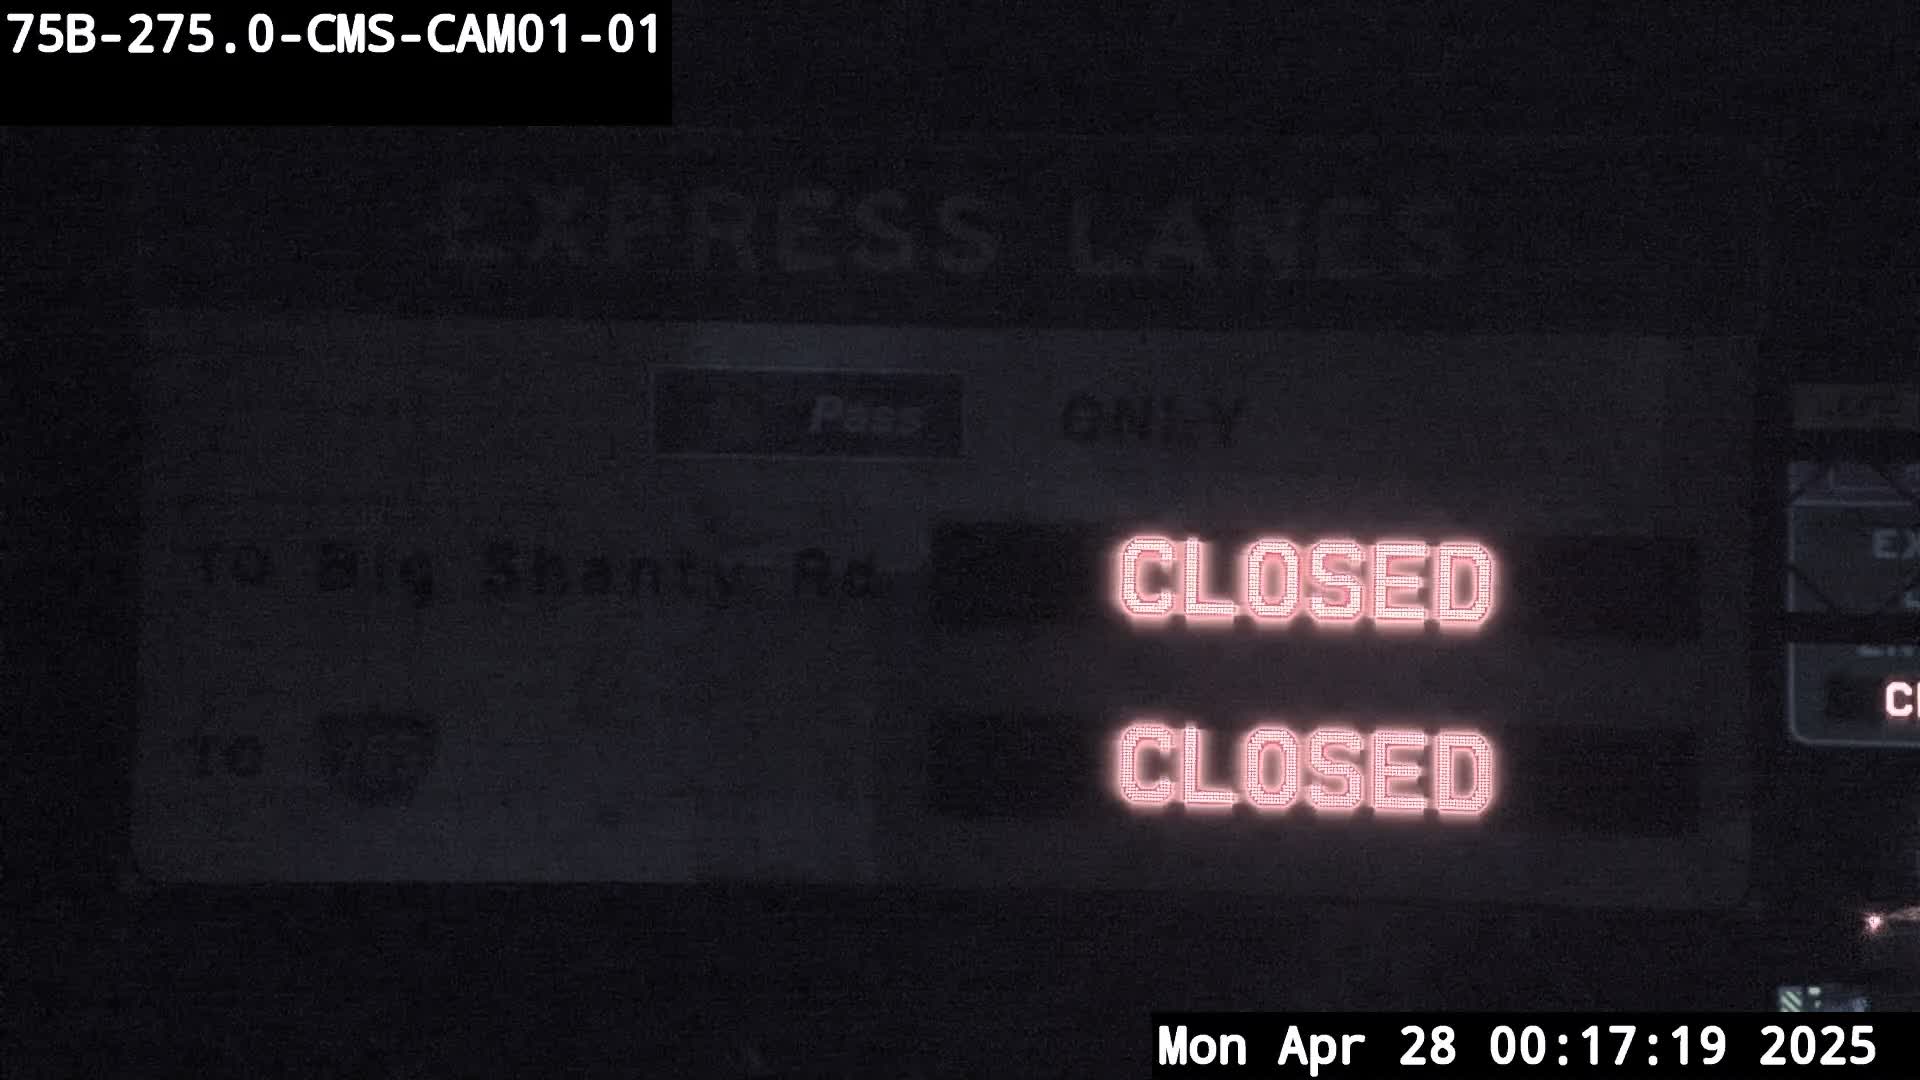 75B-275.0-CMS-CAM01-01
EXPRESS LANES
Pass ONLY
TO Big Shanty Rd CLOSED
TO CLOSED
EX
Mon Apr 28 00:17:19 2025